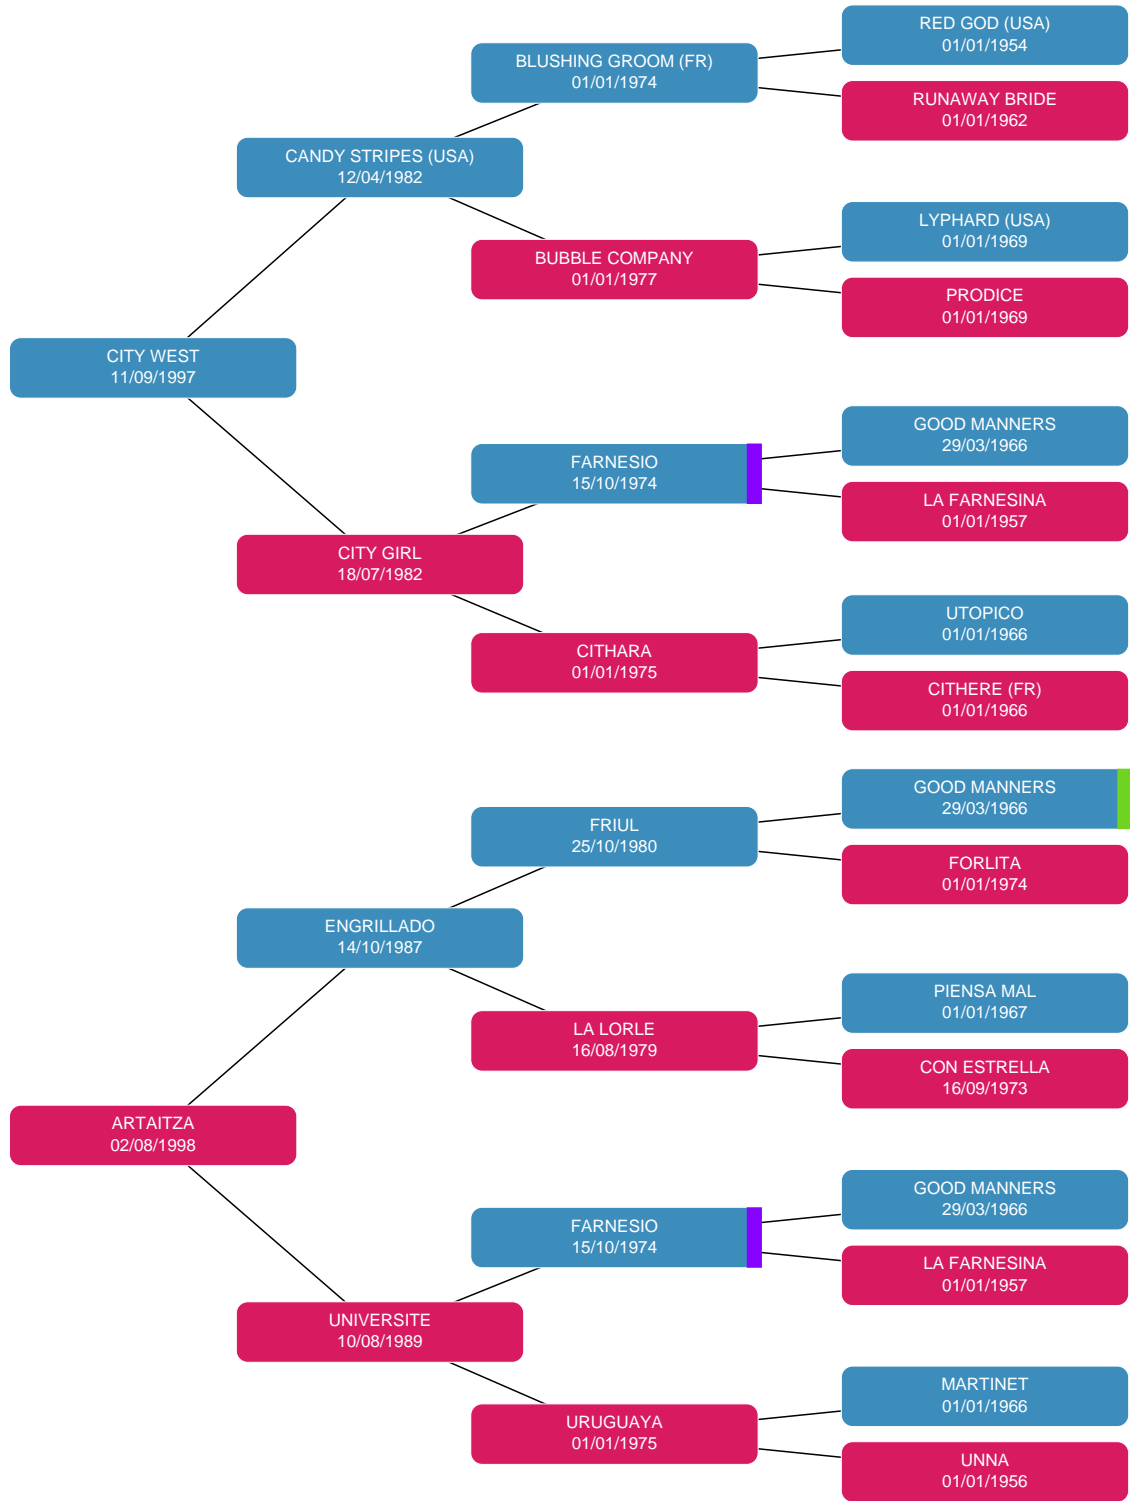 RED GOD (USA)
01/01/1954
BLUSHING GROOM (FR)
01/01/1974
RUNAWAY BRIDE
01/01/1962
CANDY STRIPES (USA)
12/04/1982
LYPHARD (USA)
01/01/1969
BUBBLE COMPANY
01/01/1977
PRODICE
01/01/1969
CITY WEST
11/09/1997
GOOD MANNERS
29/03/1966
FARNESIO
15/10/1974
LA FARNESINA
01/01/1957
CITY GIRL
18/07/1982
UTOPICO
01/01/1966
CITHARA
01/01/1975
CITHERE (FR)
01/01/1966
GOOD MANNERS
29/03/1966
FRIUL
25/10/1980
FORLITA
01/01/1974
ENGRILLADO
14/10/1987
PIENSA MAL
01/01/1967
LA LORLE
16/08/1979
CON ESTRELLA
16/09/1973
ARTAITZA
02/08/1998
GOOD MANNERS
29/03/1966
FARNESIO
15/10/1974
LA FARNESINA
01/01/1957
UNIVERSITE
10/08/1989
MARTINET
01/01/1966
URUGUAYA
01/01/1975
UNNA
01/01/1956